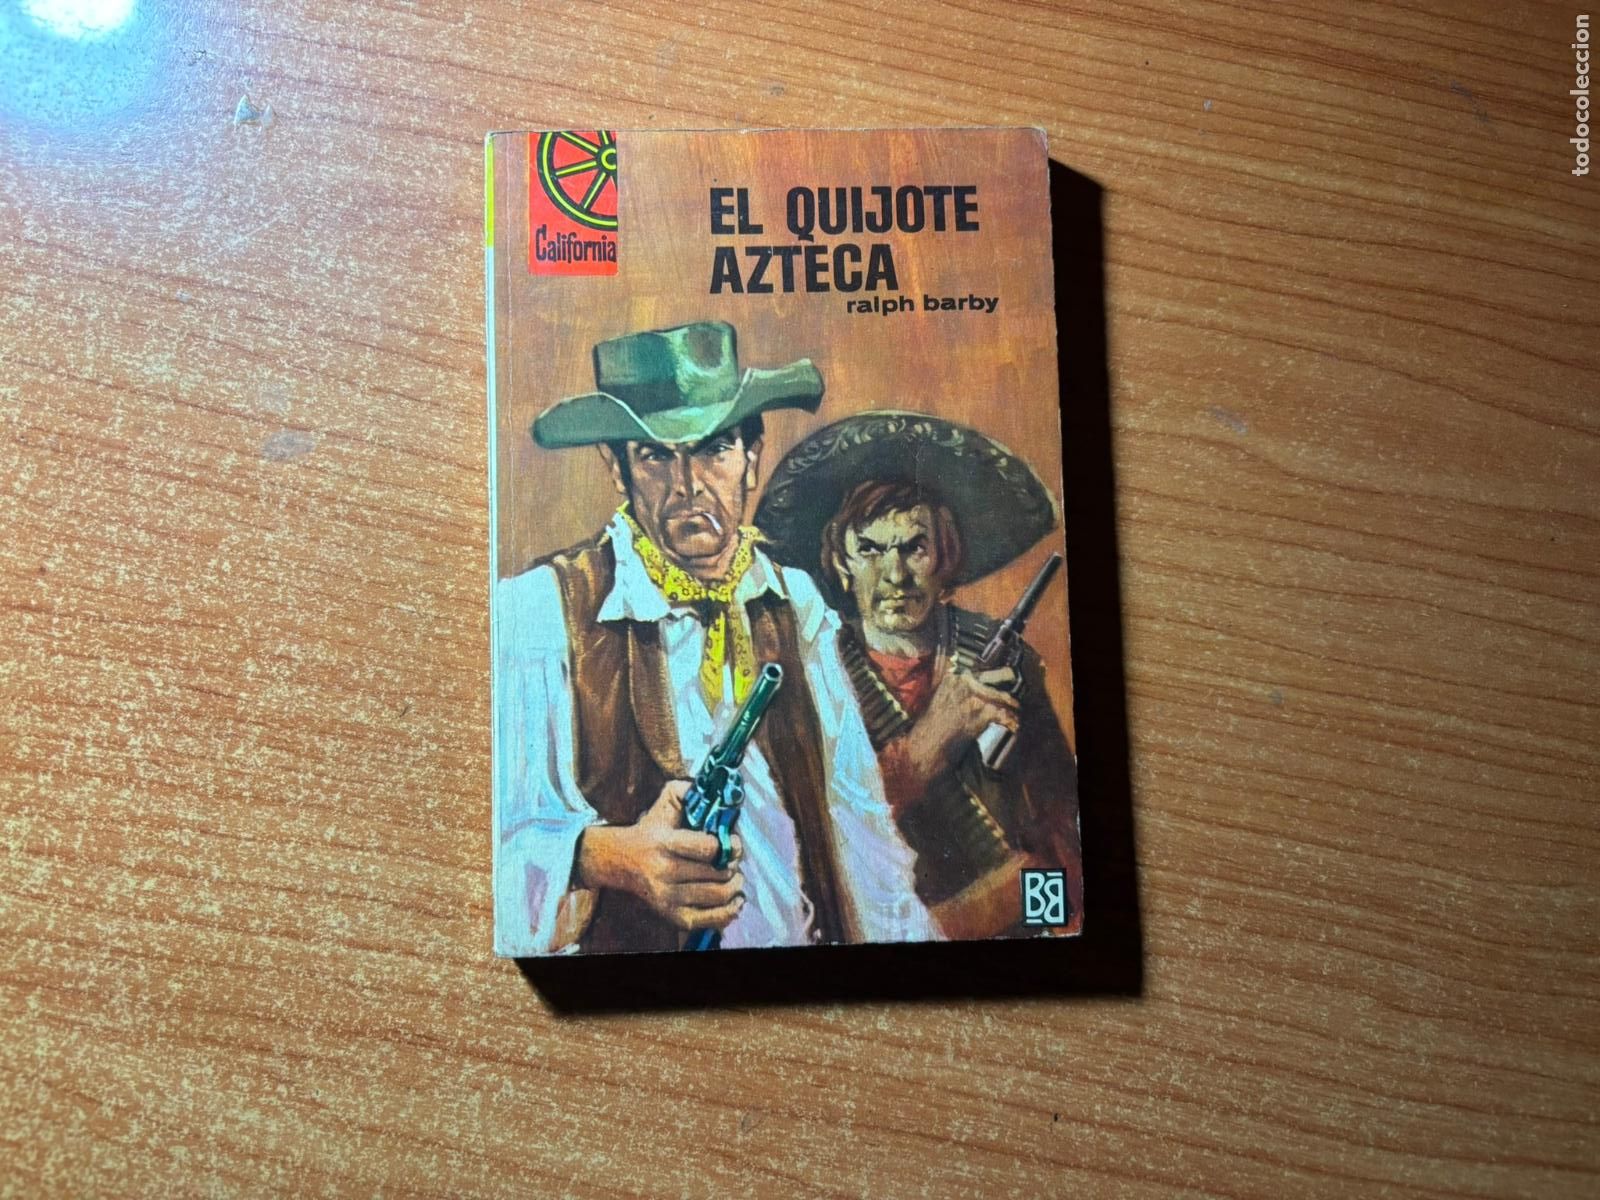 California
EL QUIJOTE
AZTECA
ralph barby
BB
todocoleccion